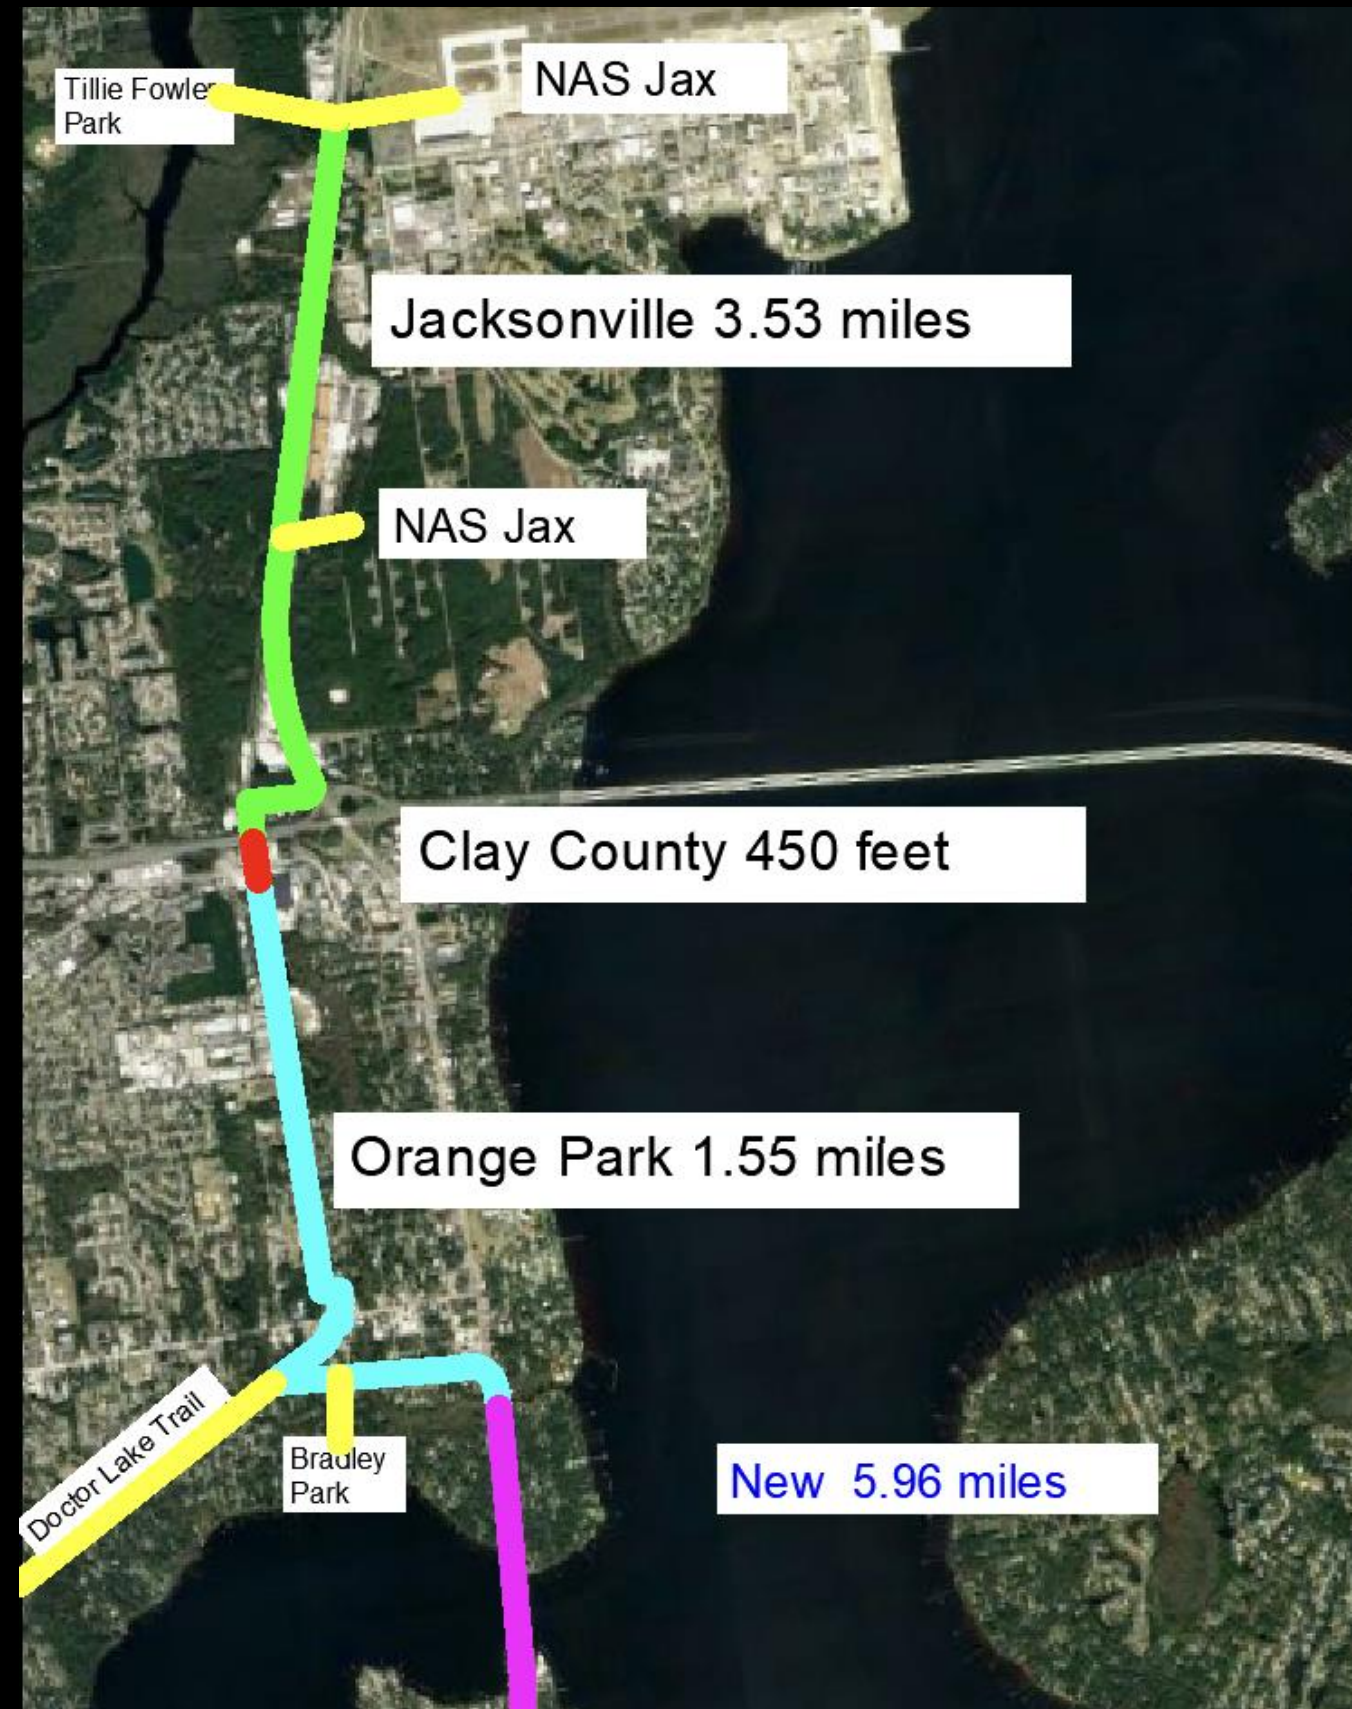 Tillie Fowler
Park
NAS Jax
Jacksonville 3.53 miles
NAS Jax
Clay County 450 feet
Orange Park 1.55 miles
Doctor Lake Trail
Bradley
Park
New 5.96 miles